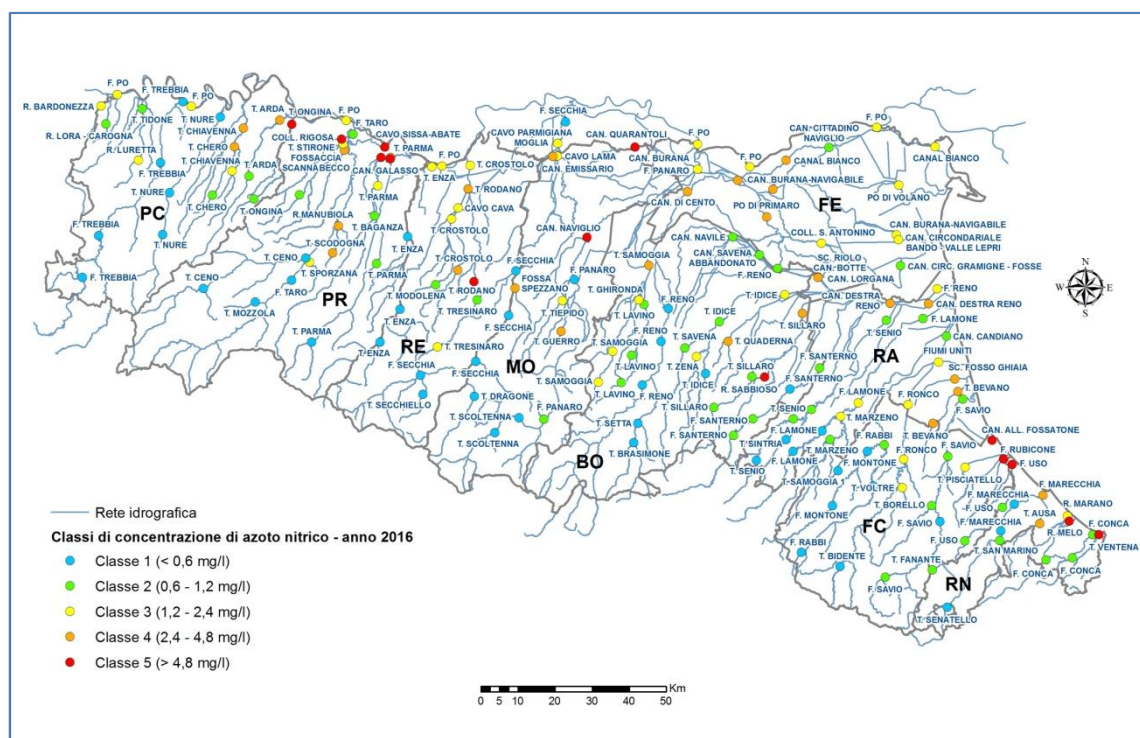 F. PO
F. TREBBIA
R. BARDONEZZA
F. PO
T. TIDONE
T. NURE
R. LORA - CAROGNA
T. CHIAVENNA
R. LURETTA
T. CHERO
F. TREBBIA
T. CHIAVENNA
T. ARDA
T. NURE
T. CHERO
T. ONGINA
PC
F. TREBBIA
T. NURE
F. TREBBIA
T. ARDA
T. ONGINA
F. PO
F. TARO
COLL. RIGOSA
CAVO SISSA-ABATE
T. STIRONE
T. PARMA
FOSSACCIA
SCANNABECCO
CAN. GALASSO
T. ENZA
F. PO
T. CROSTOLO
T. PARMA
T. RODANO
R.MANUBIOLA
CAVO CAVA
T. BAGANZA
T. CROSTOLO
T. SCODOGNA
T. ENZA
T. CENO
T. SPORZANA
T. PARMA
T. CROSTOLO
T. CENO
F. TARO
PR
T. MODOLENA
T. RODANO
T. MOZZOLA
T. TRESINARO
T. ENZA
T. PARMA
T. ENZA
RE
T. TRESINARO
F. SECCHIA
F. SECCHIA
T. SECCHIELLO
F. SECCHIA
CAVO PARMIGIANA
MOGLIA
CAN. QUARANTOLI
CAVO LAMA
CAN. EMISSARIO
CAN. BURANA
F. PO
F. PANARO
CAN. NAVIGLIO
F. SECCHIA
F. PANARO
FOSSA
SPEZZANO
T. TIEPIDO
F. SECCHIA
T. GUERRO
MO
T. DRAGONE
T. SCOLTENNA
F. PANARO
T. SCOLTENNA
CAN. CITTADINO
NAVIGLIO
F. PO
F. PO
CANAL BIANCO
CANAL BIANCO
CAN. BURANA-NAVIGABILE
CAN. DI CENTO
PO DI PRIMARO
FE
PO DI VOLANO
CAN. BURANA-NAVIGABILE
COLL. S. ANTONINO
CAN. CIRCONDARIALE
BANDO - VALLE LEPRI
CAN. NAVILE
CAN. SAVENA
ABBANDONATO
SC. RIOLO
CAN. BOTTE
F. RENO
CAN. LORGANA
CAN. CIRC. GRAMIGNE - FOSSE
T. SAMOGGIA
T. GHIRONDA
F. RENO
T. LAVINO
T. IDICE
CAN. DESTRA
RENO
F. RENO
CAN. DESTRA RENO
F. RENO
T. IDICE
T. SILLARO
T. SENIO
F. LAMONE
T. SAMOGGIA
T. SAVENA
T. QUADERNA
RA
CAN. CANDIANO
T. LAVINO
T. ZENA
T. SILLARO
F. SANTERNO
FIUMI UNITI
T. SAMOGGIA
T. IDICE
R. SABBIOSO
F. SANTERNO
SC. FOSSO GHIAIA
T. LAVINO
F. RENO
F. LAMONE
F. RONCO
T. BEVANO
T. SILLARO
T. SENIO
T. MARZENO
F. SAVIO
T. SETTA
F. SANTERNO
F. LAMONE
F. RABBI
T. BEVANO
CAN. ALL. FOSSATONE
F. SANTERNO
T. SINTRIA
T. MARZENO
F. RONCO
F. SAVIO
F. RUBICONE
BO
T. BRASIMONE
F. LAMONE
F. MONTONE
F. USO
T. SENIO
T. SAMOGGIA 1
T. VOLTRE
T. PISCIATELLO
F. MARECCHIA
F. MONTONE
T. BORELLO
F. MARECCHIA
R. MARANO
FC
F. USO
T. AUSA
F. SAVIO
F. MARECCHIA
R. MELO
F. CONCA
F. RABBI
F. USO
T. VENTENA
T. BIDENTE
T. FANANTE
T. SAN MARINO
F. CONCA
F. CONCA
F. SAVIO
RN
T. SENATELLO
N
W E
S
Rete idrografica
Classi di concentrazione di azoto nitrico - anno 2016
Classe 1 (< 0,6 mg/l)
Classe 2 (0,6 - 1,2 mg/l)
Classe 3 (1,2 - 2,4 mg/l)
Classe 4 (2,4 - 4,8 mg/l)
Classe 5 (> 4,8 mg/l)
Km
0 5 10 20 30 40 50